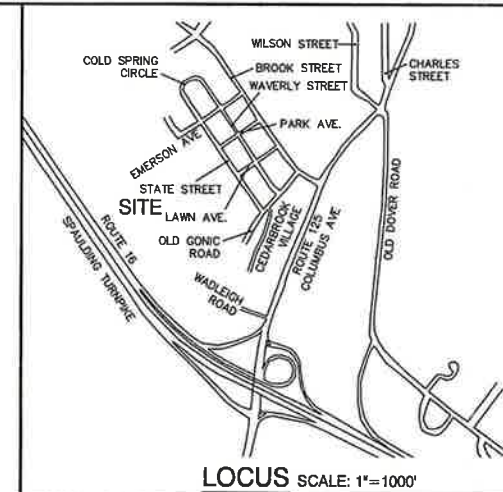 WILSON STREET
COLD SPRING
CIRCLE
BROOK STREET
CHARLES
STREET
WAVERLY STREET
PARK AVE.
EMERSON AVE
STATE STREET
SITE
LAWN AVE.
OLD GONIC
ROAD
CEDARBROOK
VILLAGE
ROUTE 125
COLUMBUS AVE
OLD DOVER ROAD
ROUTE 16
SPAULDING TURNPIKE
WADLEIGH
ROAD
LOCUS SCALE: 1"=1000'